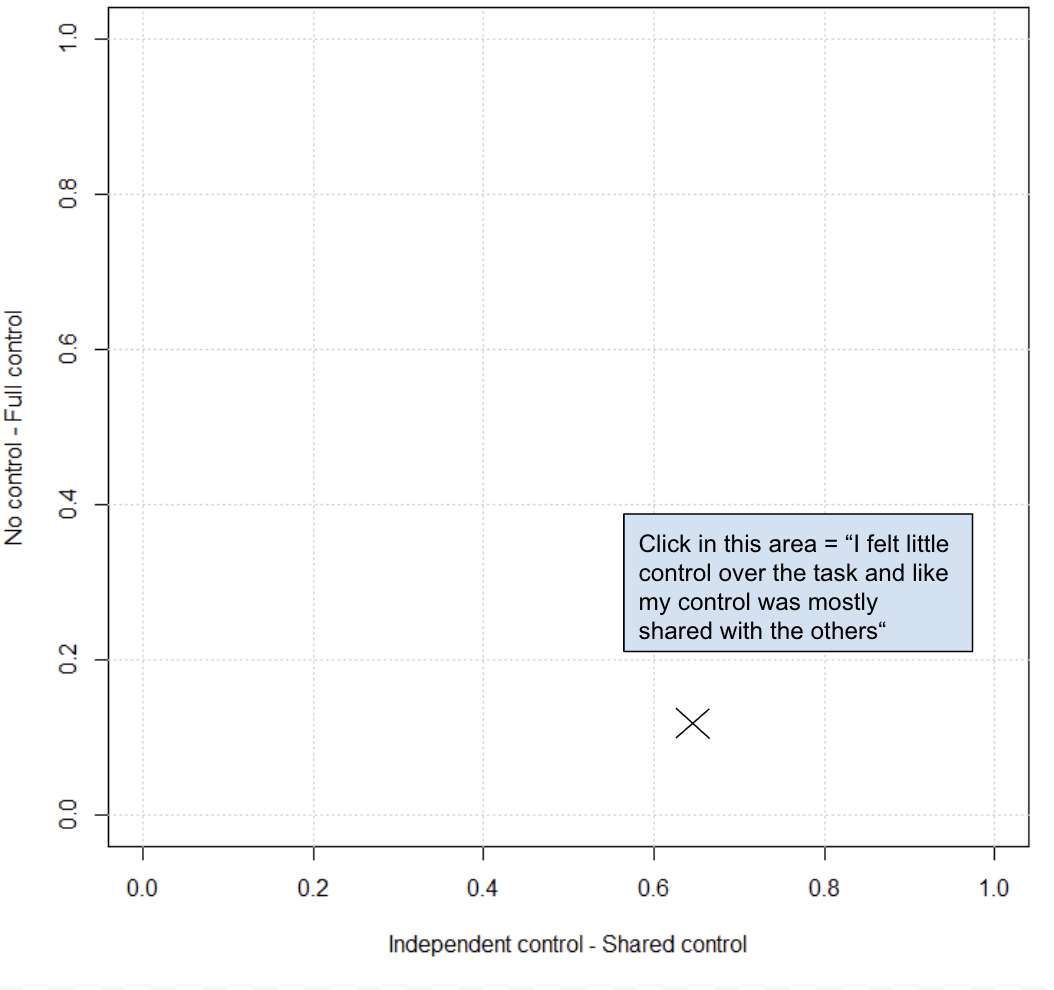 1.0
0.8
0.6
0.4
0.2
0.0
No control - Full control
Click in this area = “I felt little
control over the task and like
my control was mostly
shared with the others“
0.0 0.2 0.4 0.6 0.8 1.0
Independent control - Shared control